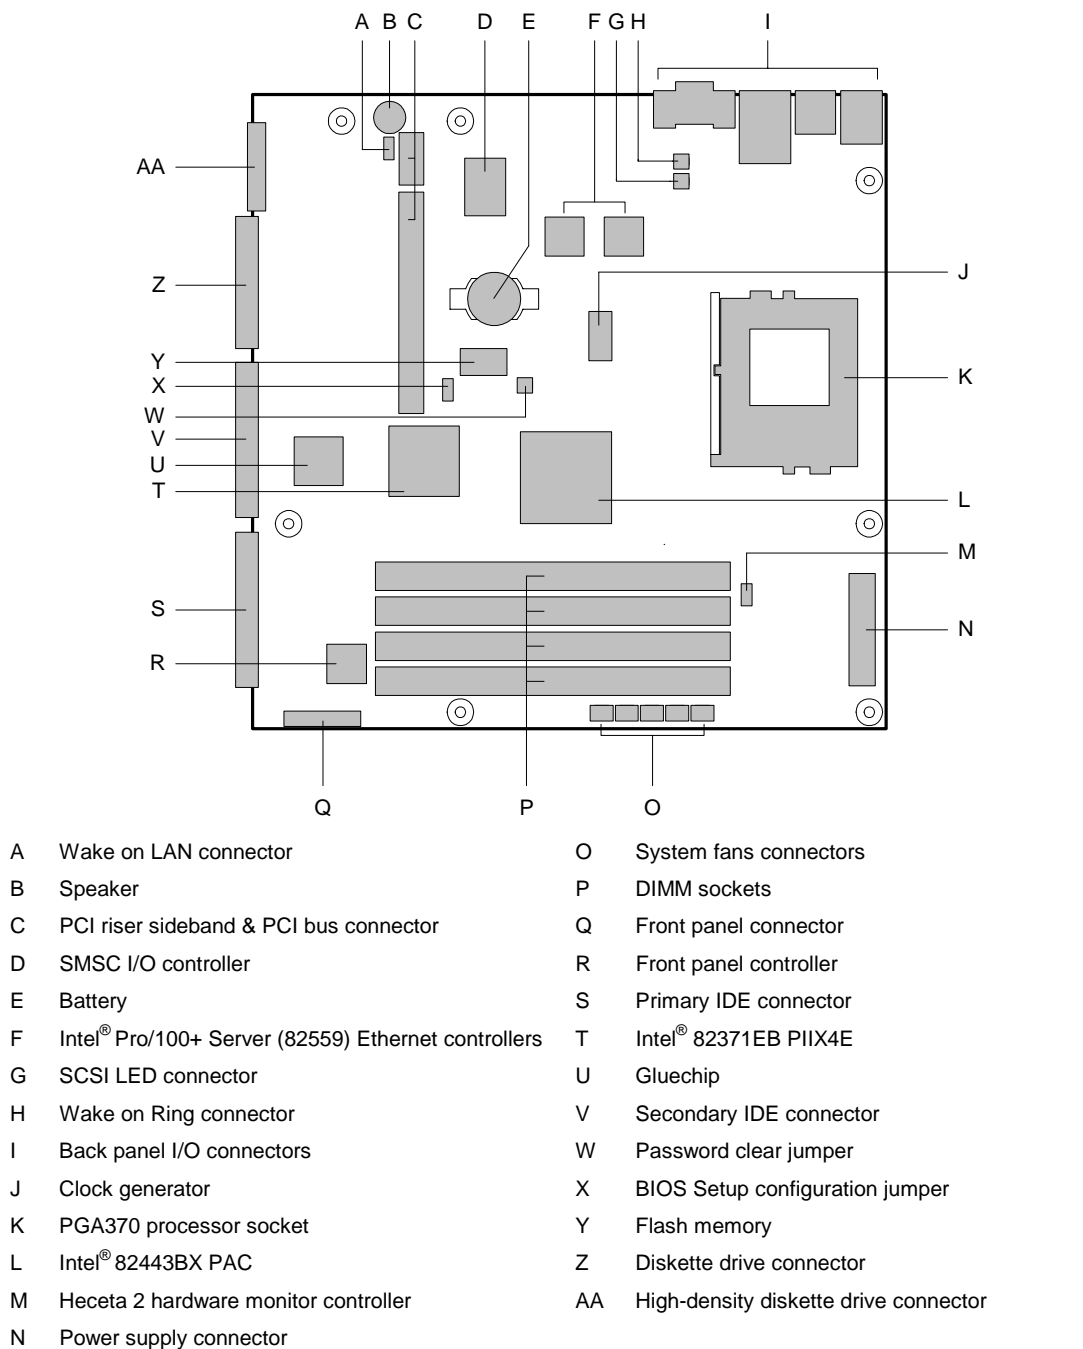 A B C D E F G H I
AA
Z
J
Y
X
K
W
V
U
T
L
M
S
N
R
Q P O
A Wake on LAN connector
B Speaker
C PCI riser sideband & PCI bus connector
D SMSC I/O controller
E Battery
F Intel® Pro/100+ Server (82559) Ethernet controllers
G SCSI LED connector
H Wake on Ring connector
I Back panel I/O connectors
J Clock generator
K PGA370 processor socket
L Intel® 82443BX PAC
M Heceta 2 hardware monitor controller
N Power supply connector
O System fans connectors
P DIMM sockets
Q Front panel connector
R Front panel controller
S Primary IDE connector
T Intel® 82371EB PIIX4E
U Gluechip
V Secondary IDE connector
W Password clear jumper
X BIOS Setup configuration jumper
Y Flash memory
Z Diskette drive connector
AA High-density diskette drive connector